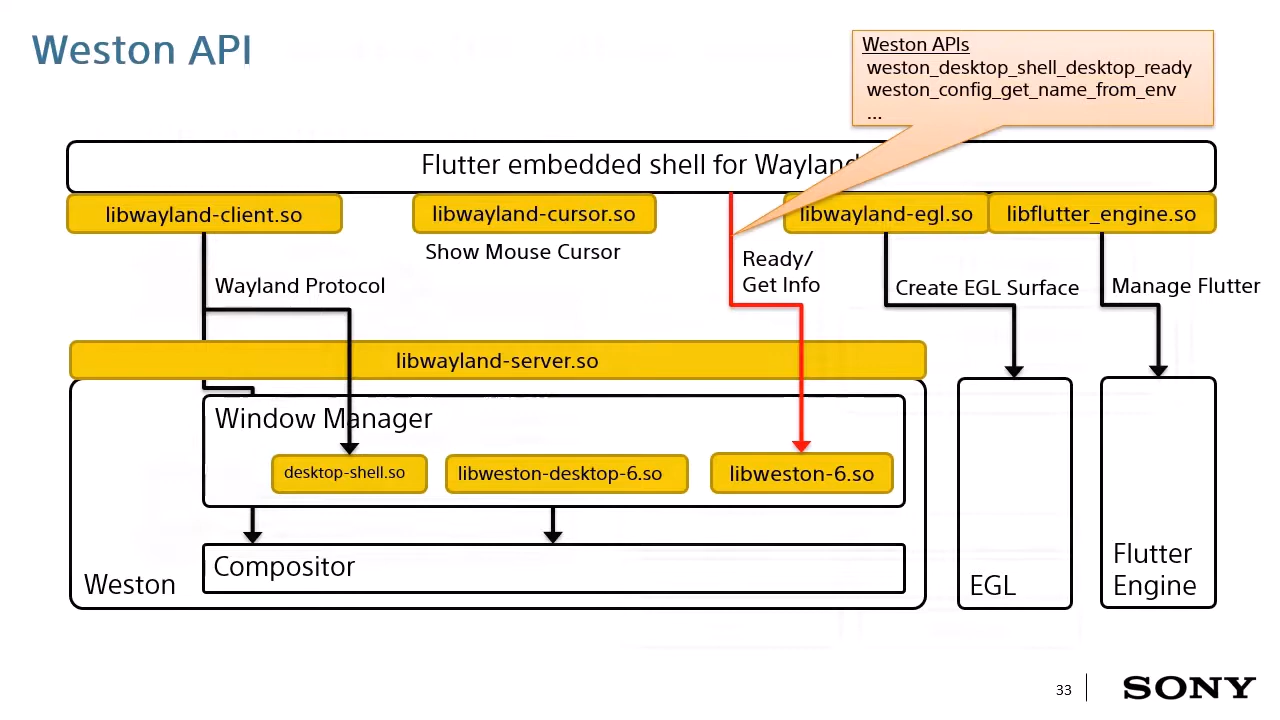 Weston API
Weston APIs
weston_desktop_shell_desktop_ready
weston_config_get_name_from_env
...
Flutter embedded shell for Wayland
libwayland-client.so
libwayland-cursor.so
libwayland-egl.so
libflutter_engine.so
Show Mouse Cursor
Ready/
Get Info
Wayland Protocol
Create EGL Surface
Manage Flutter
libwayland-server.so
Window Manager
desktop-shell.so
libweston-desktop-6.so
libweston-6.so
Compositor
Weston
EGL
Flutter
Engine
33
SONY